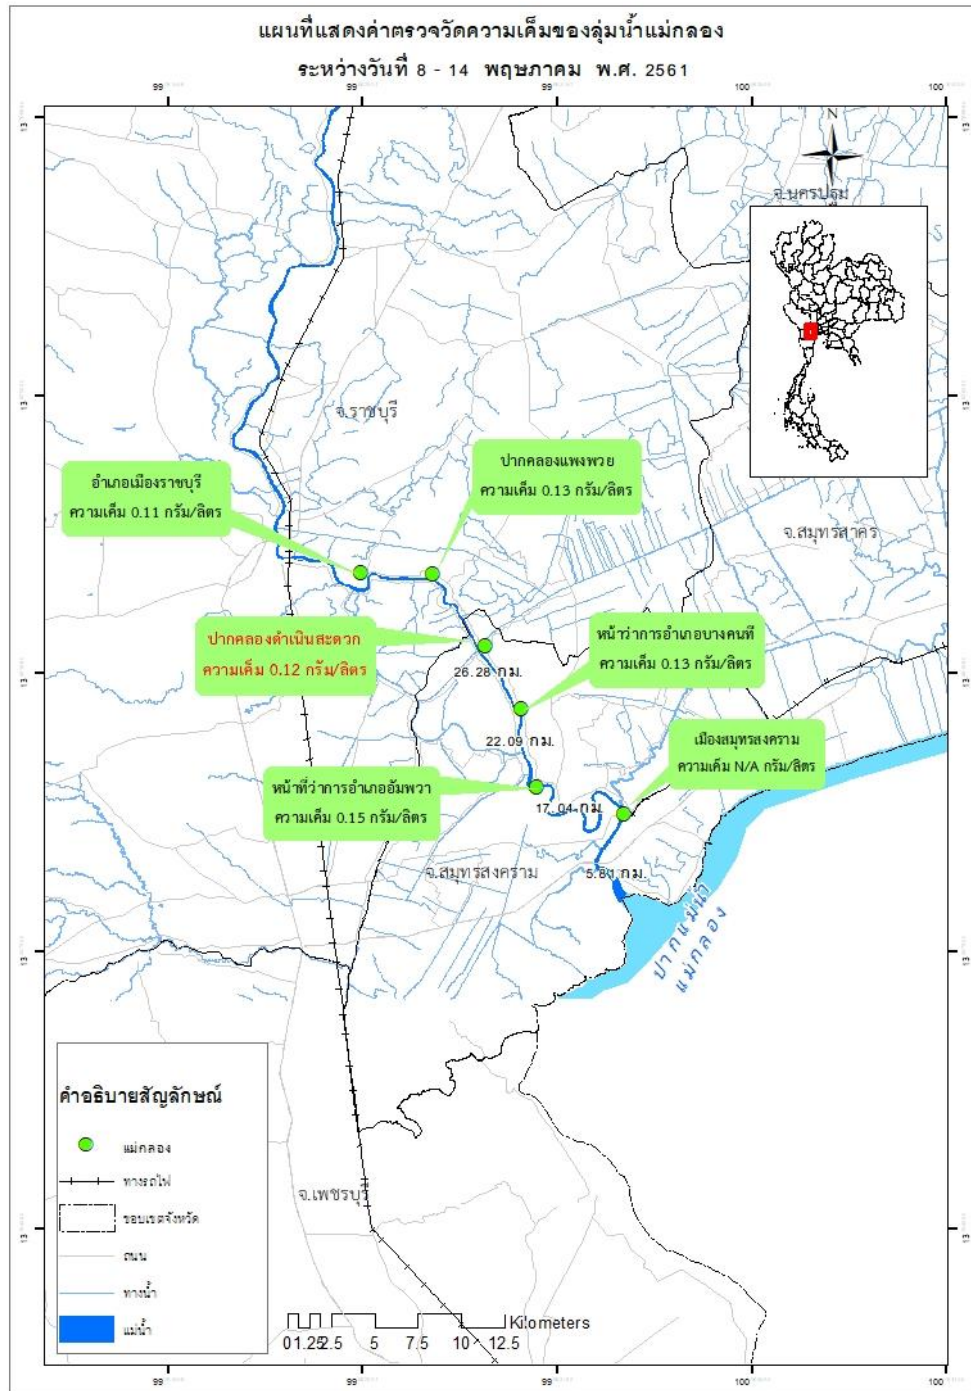 แผนที่แสดงค่าตรวจวัดความเค็มของลุ่มน้ำแม่กลอง
ระหว่างวันที่ 8 - 14 พฤษภาคม พ.ศ. 2561
99
99
99
100
100
N
จ.นครปฐม
จ.ราชบุรี
ปากคลองแพงพวย
ความเค็ม 0.13 กรัม/ลิตร
อำเภอเมืองราชบุรี
ความเค็ม 0.11 กรัม/ลิตร
จ.สมุทรสาคร
ปากคลองดำเนินสะดวก
ความเค็ม 0.12 กรัม/ลิตร
หน้าว่าการอำเภอบางคนที
ความเค็ม 0.13 กรัม/ลิตร
26.28 กม.
22.09 กม.
เมืองสมุทรสงคราม
ความเค็ม N/A กรัม/ลิตร
หน้าที่ว่าการอำเภออัมพวา
ความเค็ม 0.15 กรัม/ลิตร
17.04 กม.
จ.สมุทรสงคราม
5.81 กม.
ปากแม่น้ำ
แม่กลอง
คำอธิบายสัญลักษณ์
แม่กลอง
ทางรถไฟ
ขอบเขตจังหวัด
ถนน
ทางน้ำ
แม่น้ำ
จ.เพชรบุรี
Kilometers
0 1.25 2.5 5 7.5 10 12.5
99
99
99
100
100